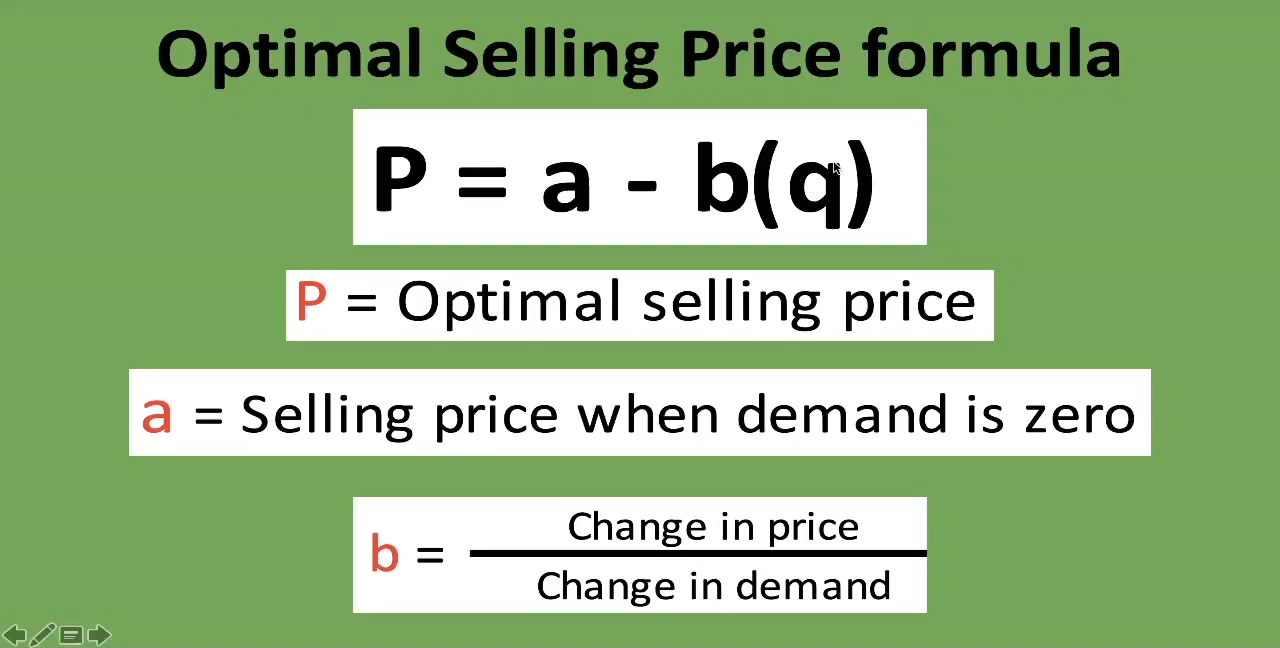 Optimal Selling Price formula
P = a - b(q)
P = Optimal selling price
a = Selling price when demand is zero
b = Change in price
Change in demand